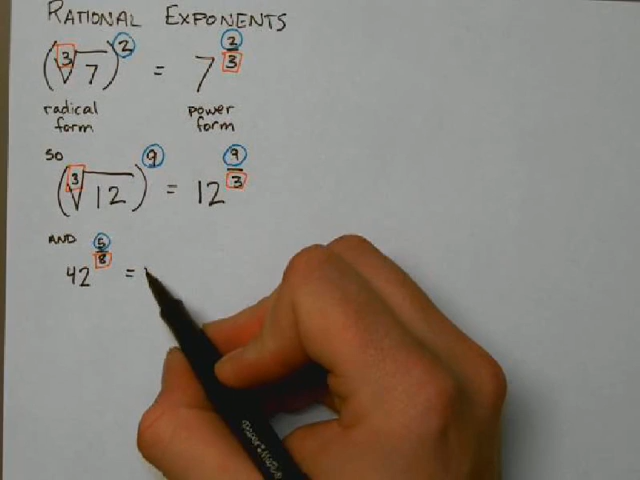 RATIONAL EXPONENTS
(∛7)² = 7^(2/3)
radical power
form form
SO
(∛12)⁹ = 12^(9/3)
AND
42^(5/8) =